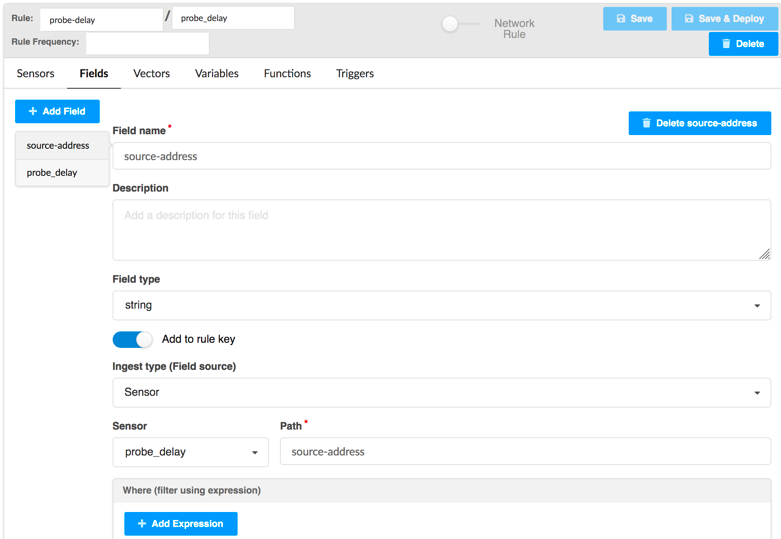 Rule: probe-delay / probe_delay Network Rule Save Save & Deploy
Rule Frequency: Delete
Sensors Fields Vectors Variables Functions Triggers
+ Add Field
Delete source-address
source-address
probe_delay
Field name *
source-address
Description
Add a description for this field
Field type
string
Add to rule key
Ingest type (Field source)
Sensor
Sensor Path *
probe_delay source-address
Where (filter using expression)
+ Add Expression